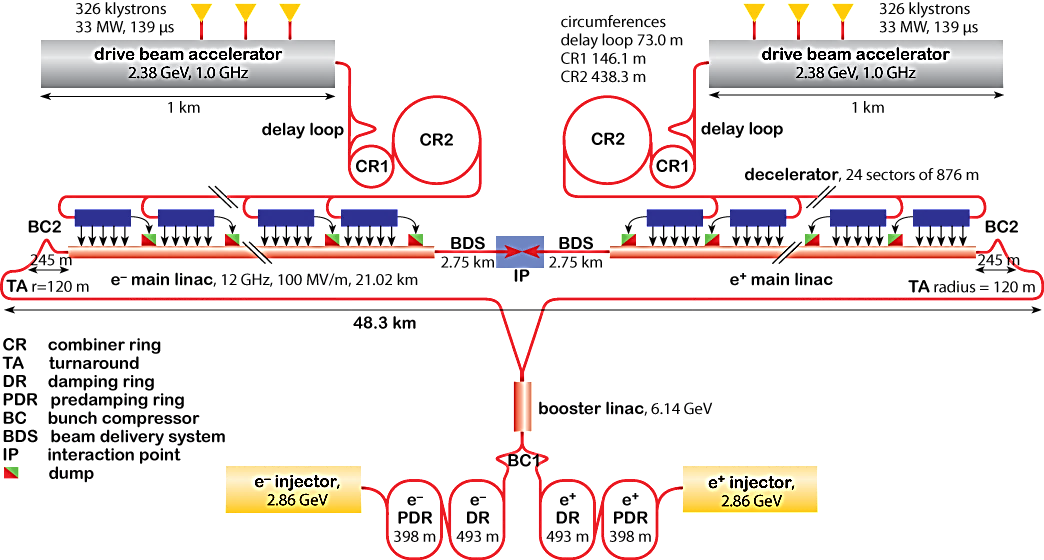 326 klystrons
33 MW, 139 µs
drive beam accelerator
2.38 GeV, 1.0 GHz
1 km
delay loop
CR1
CR2
circumferences
delay loop 73.0 m
CR1 146.1 m
CR2 438.3 m
326 klystrons
33 MW, 139 µs
drive beam accelerator
2.38 GeV, 1.0 GHz
1 km
CR2
CR1
delay loop
decelerator, 24 sectors of 876 m
BC2
245 m
TA r=120 m
e– main linac, 12 GHz, 100 MV/m, 21.02 km
BDS
2.75 km
IP
BDS
2.75 km
e+ main linac
BC2
245 m
TA radius = 120 m
48.3 km
CR combiner ring
TA turnaround
DR damping ring
PDR predamping ring
BC bunch compressor
BDS beam delivery system
IP interaction point
dump
booster linac, 6.14 GeV
BC1
e– injector,
2.86 GeV
e–
PDR
398 m
e–
DR
493 m
e+
DR
493 m
e+
PDR
398 m
e+ injector,
2.86 GeV